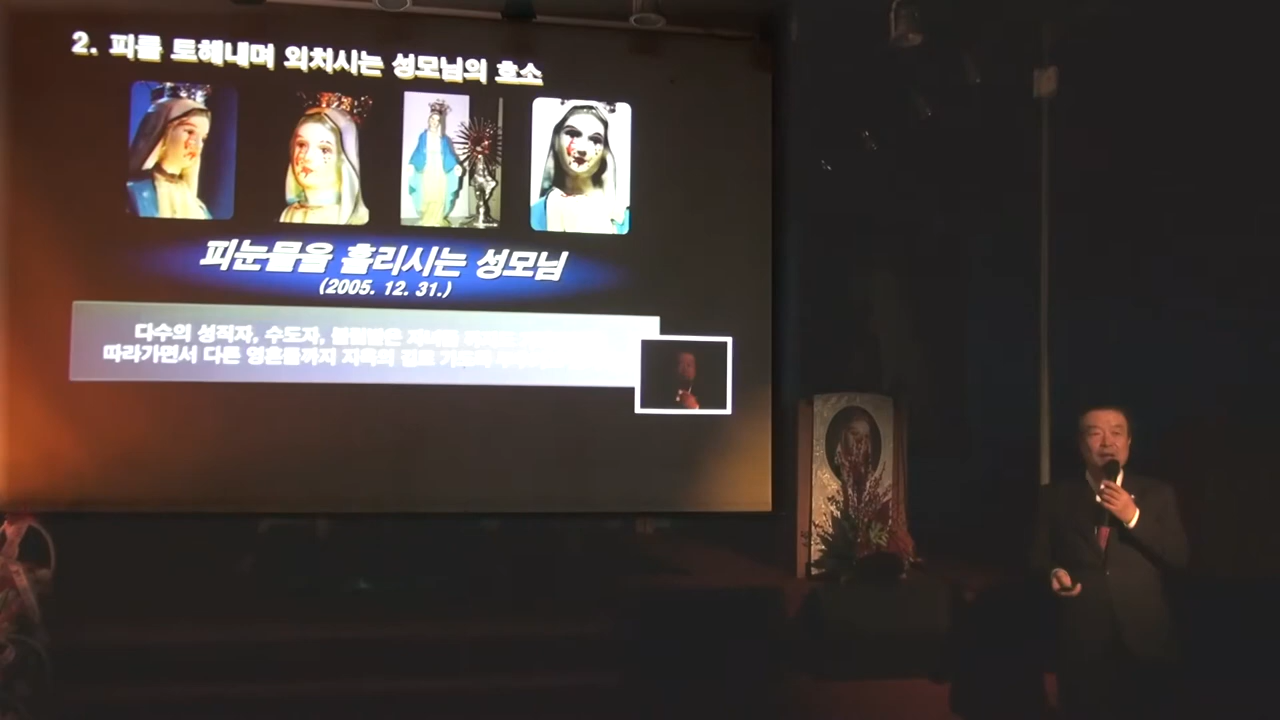 2. 피를 토해내며 외치시는 성모님의 호소
피눈물을 흘리시는 성모님
(2005. 12. 31.)
다수의 성직자, 수도자,
따라가면서 다른 영혼들까지 지옥의 길로